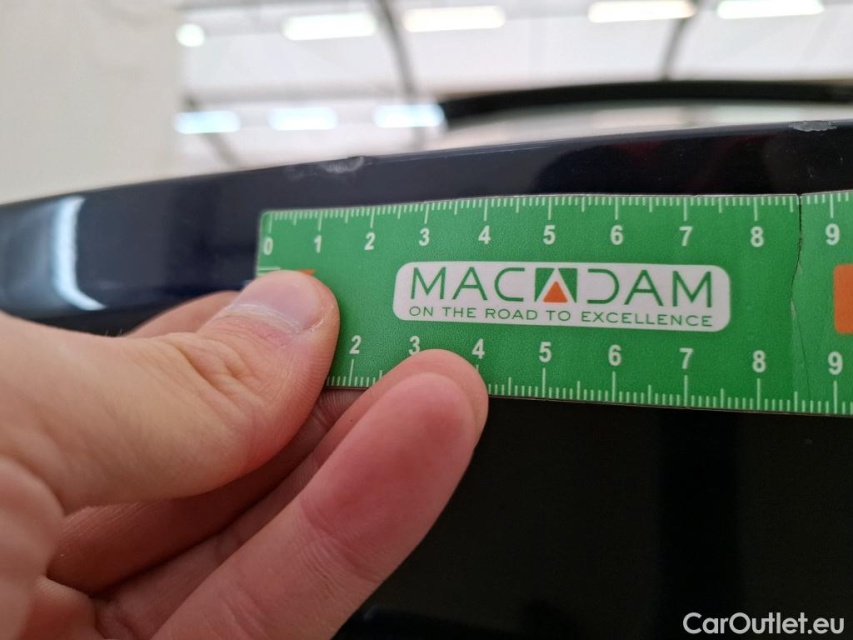 0 1 2 3 4 5 6 7 8 9
MACADAM
ON THE ROAD TO EXCELLENCE
2 3 4 5 6 7 8 9
CarOutlet.eu